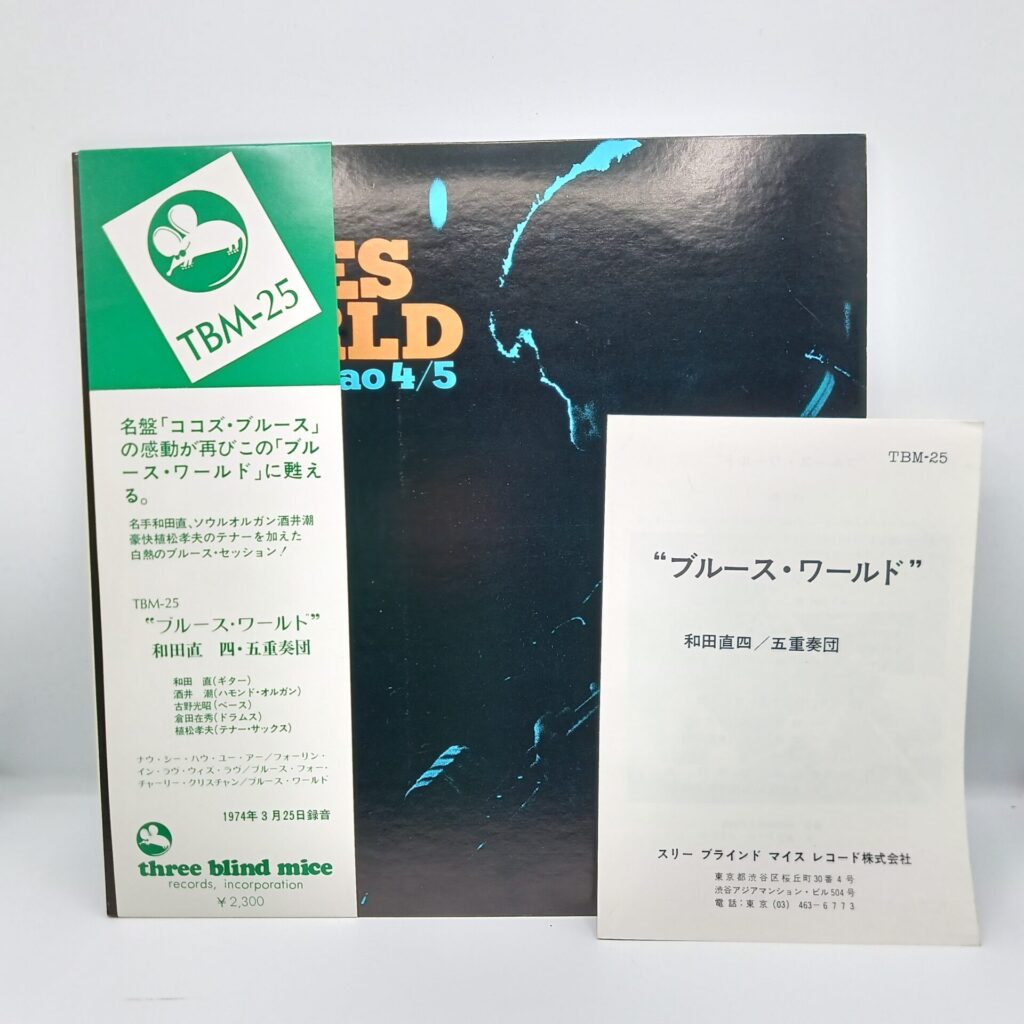 TBM-25
名盤「ココズ・ブルース」
の感動が再びこの「ブル
ース・ワールド」に甦え
る。
名手和田直、ソウルオルガン酒井潮
豪快植松孝夫のテナーを加えた
白熱のブルース・セッション！
TBM-25
“ブルース・ワールド”
和田直 四・五重奏団
和田 直(ギター)
酒井 潮(ハモンド・オルガン)
古野光昭(ベース)
倉田在秀(ドラムス)
植松孝夫(テナー・サックス)
ナウ・シー・ハウ・ユー・アー／フォーリン・
イン・ラヴ・ウィズ・ラヴ／ブルース・フォー・
チャーリー・クリスチャン／ブルース・ワールド
1974年3月25日録音
three blind mice
records, incorporation
￥2,300
ES
RLD
ao 4/5
TBM-25
“ブルース・ワールド”
和田直四／五重奏団
スリー ブラインド マイス レコード株式会社
東京都渋谷区桜丘町30番4号
渋谷アジアマンション・ビル504号
電話：東京 (03) 463-6773